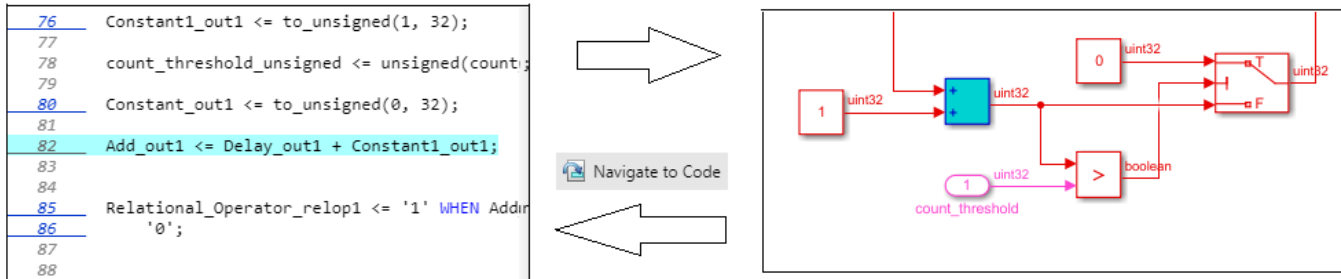 76 Constant1_out1 <= to_unsigned(1, 32);
77
78 count_threshold_unsigned <= unsigned(count
79
80 Constant_out1 <= to_unsigned(0, 32);
81
82 Add_out1 <= Delay_out1 + Constant1_out1;
83
84
85 Relational_Operator_relop1 <= '1' WHEN Add
86 '0';
87
88
Navigate to Code
0
uint32
T
uint32
1
uint32
+
+
uint32
F
>
boolean
1
uint32
count_threshold